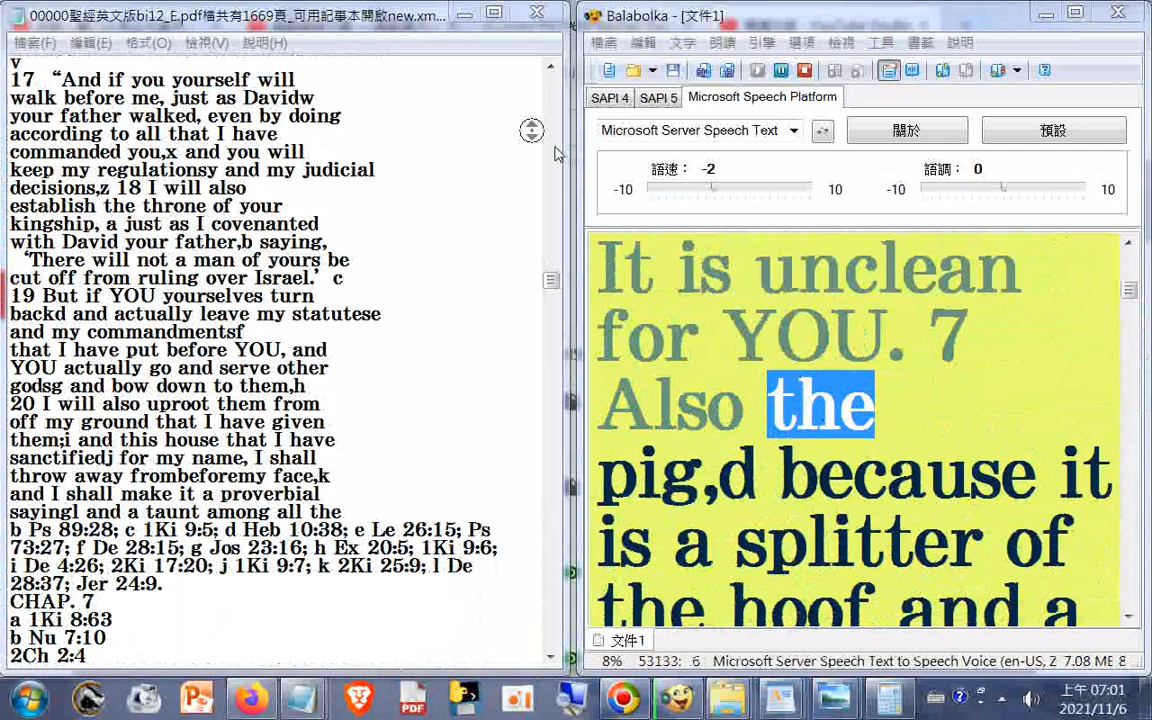 00000聖經英文版bi12_E.pdf檔共有1669頁_可用記事本開啟new.xm...
檔案(F) 編輯(E) 格式(O) 檢視(V) 說明(H)
v
17 “And if you yourself will
walk before me, just as Davidw
your father walked, even by doing
according to all that I have
commanded you,x and you will
keep my regulationsy and my judicial
decisions,z 18 I will also
establish the throne of your
kingship, a just as I covenanted
with David your father,b saying,
‘There will not a man of yours be
cut off from ruling over Israel.’ c
19 But if YOU yourselves turn
backd and actually leave my statutese
and my commandmentsf
that I have put before YOU, and
YOU actually go and serve other
godsg and bow down to them,h
20 I will also uproot them from
off my ground that I have given
them;i and this house that I have
sanctifiedj for my name, I shall
throw away frombeforemy face,k
and I shall make it a proverbial
sayingl and a taunt among all the
b Ps 89:28; c 1Ki 9:5; d Heb 10:38; e Le 26:15; Ps
73:27; f De 28:15; g Jos 23:16; h Ex 20:5; 1Ki 9:6;
i De 4:26; 2Ki 17:20; j 1Ki 9:7; k 2Ki 25:9; l De
28:37; Jer 24:9.
CHAP. 7
a 1Ki 8:63
b Nu 7:10
2Ch 2:4
Balabolka - [文件1]
檔案 編輯 文字 朗讀 引擎 選項 檢視 工具 書籤 說明
SAPI 4 SAPI 5 Microsoft Speech Platform
Microsoft Server Speech Text 關於 預設
語速： -2 語調： 0
-10 10 -10 10
It is unclean
for YOU. 7
Also the
pig,d because it
is a splitter of
the hoof and a
文件1
8% 53133: 6 Microsoft Server Speech Text to Speech Voice (en-US, Z 7.08 MB 8
PDF
上午 07:01
2021/11/6